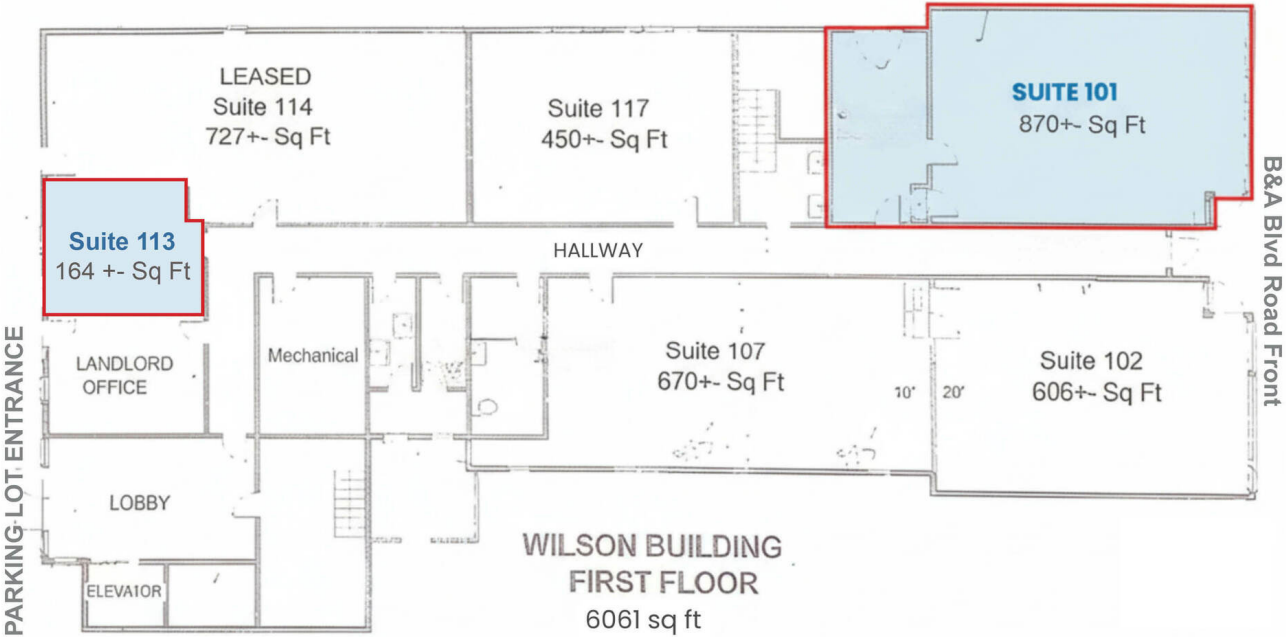 LEASED
Suite 114
727+- Sq Ft
Suite 117
450+- Sq Ft
SUITE 101
870+- Sq Ft
B&A Blvd Road Front
Suite 113
164 +- Sq Ft
HALLWAY
PARKING LOT ENTRANCE
LANDLORD
OFFICE
Mechanical
Suite 107
670+- Sq Ft
10'
20'
Suite 102
606+- Sq Ft
LOBBY
ELEVATOR
WILSON BUILDING
FIRST FLOOR
6061 sq ft